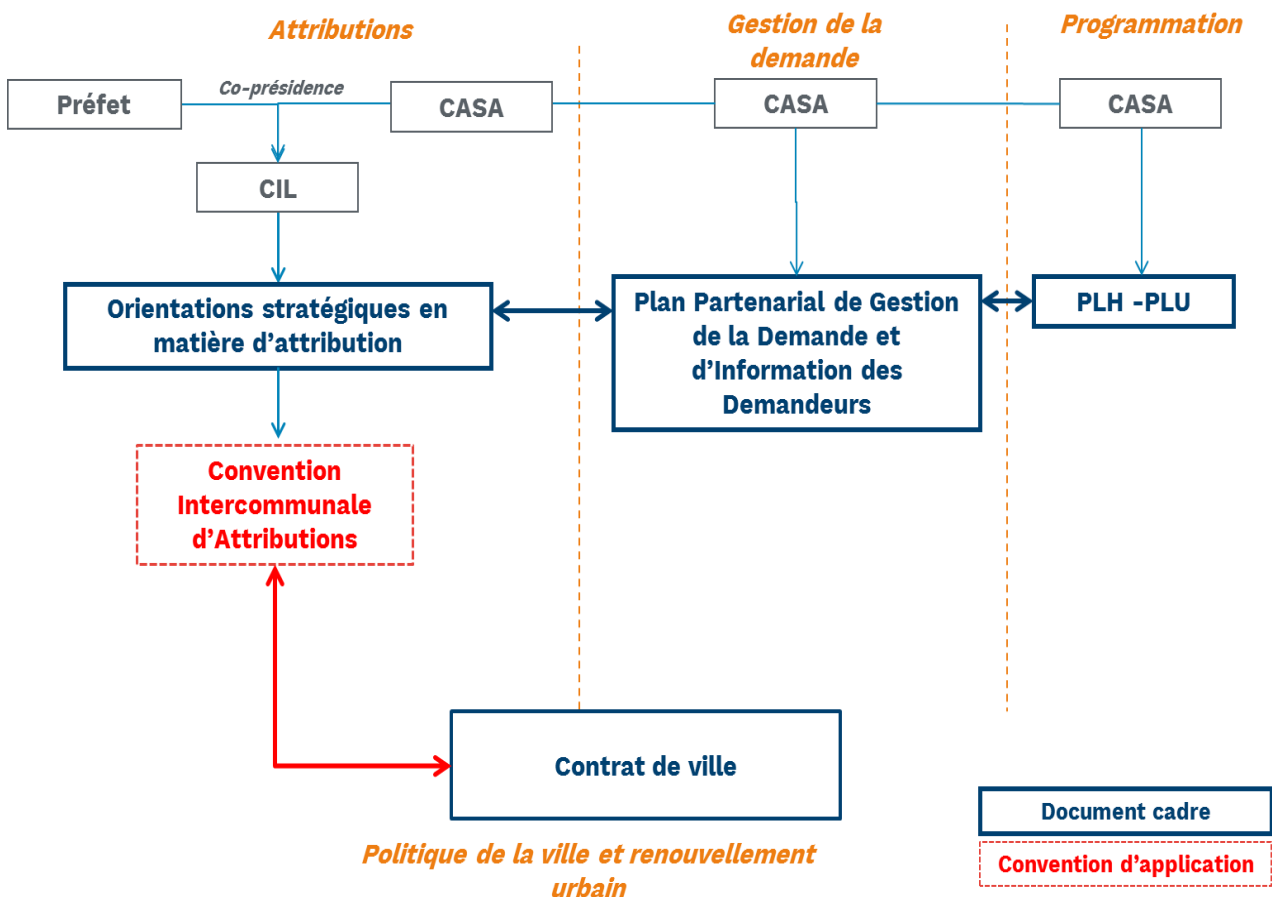 Attributions
Gestion de la
demande
Programmation
Préfet
Co-présidence
CASA
CASA
CASA
CIL
Orientations stratégiques en
matière d’attribution
Plan Partenarial de Gestion
de la Demande et
d’Information des
Demandeurs
PLH -PLU
Convention
Intercommunale
d’Attributions
Contrat de ville
Document cadre
Convention d’application
Politique de la ville et renouvellement
urbain